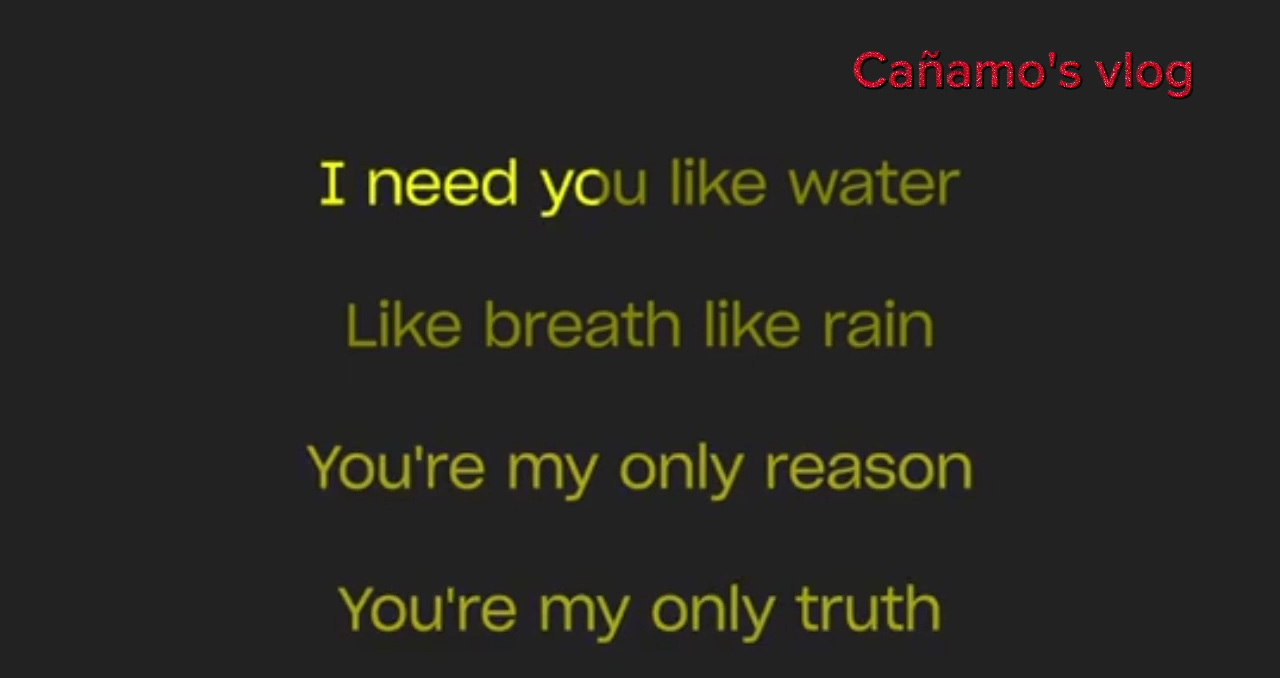 Cañamo's vlog
I need you like water
Like breath like rain
You're my only reason
You're my only truth